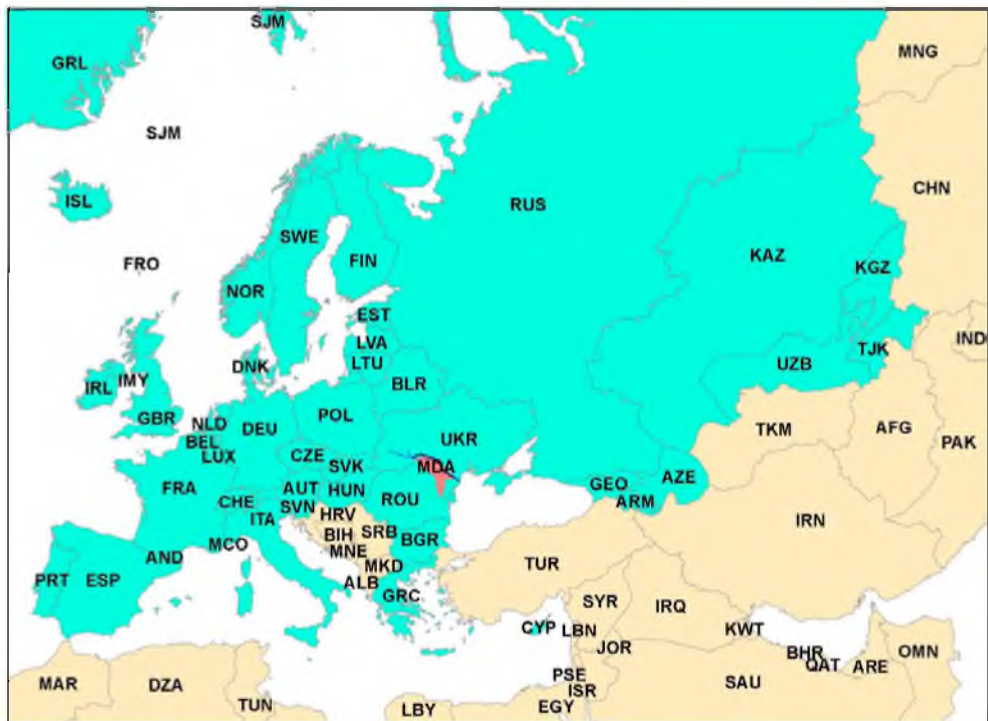 SJM
GRL
MNG
SJM
CHN
ISL
RUS
SWE
KAZ
FIN
FRO
KGZ
NOR
EST
IND
LVA
TJK
LTU
UZB
DNK
IMY
IRL
BLR
POL
GBR
NLD
DEU
TKM
AFG
BEL
UKR
PAK
LUX
CZE
SVK
MDA
AZE
FRA
AUT
HUN
GEO
CHE
ROU
ARM
SVN
HRV
ITA
IRN
BIH
SRB
BGR
MCO
MNE
AND
MKD
TUR
PRT
ESP
ALB
GRC
SYR
IRQ
CYP
LBN
KWT
JOR
BHR
OMN
QAT
ARE
PSE
MAR
DZA
SAU
ISR
TUN
LBY
EGY